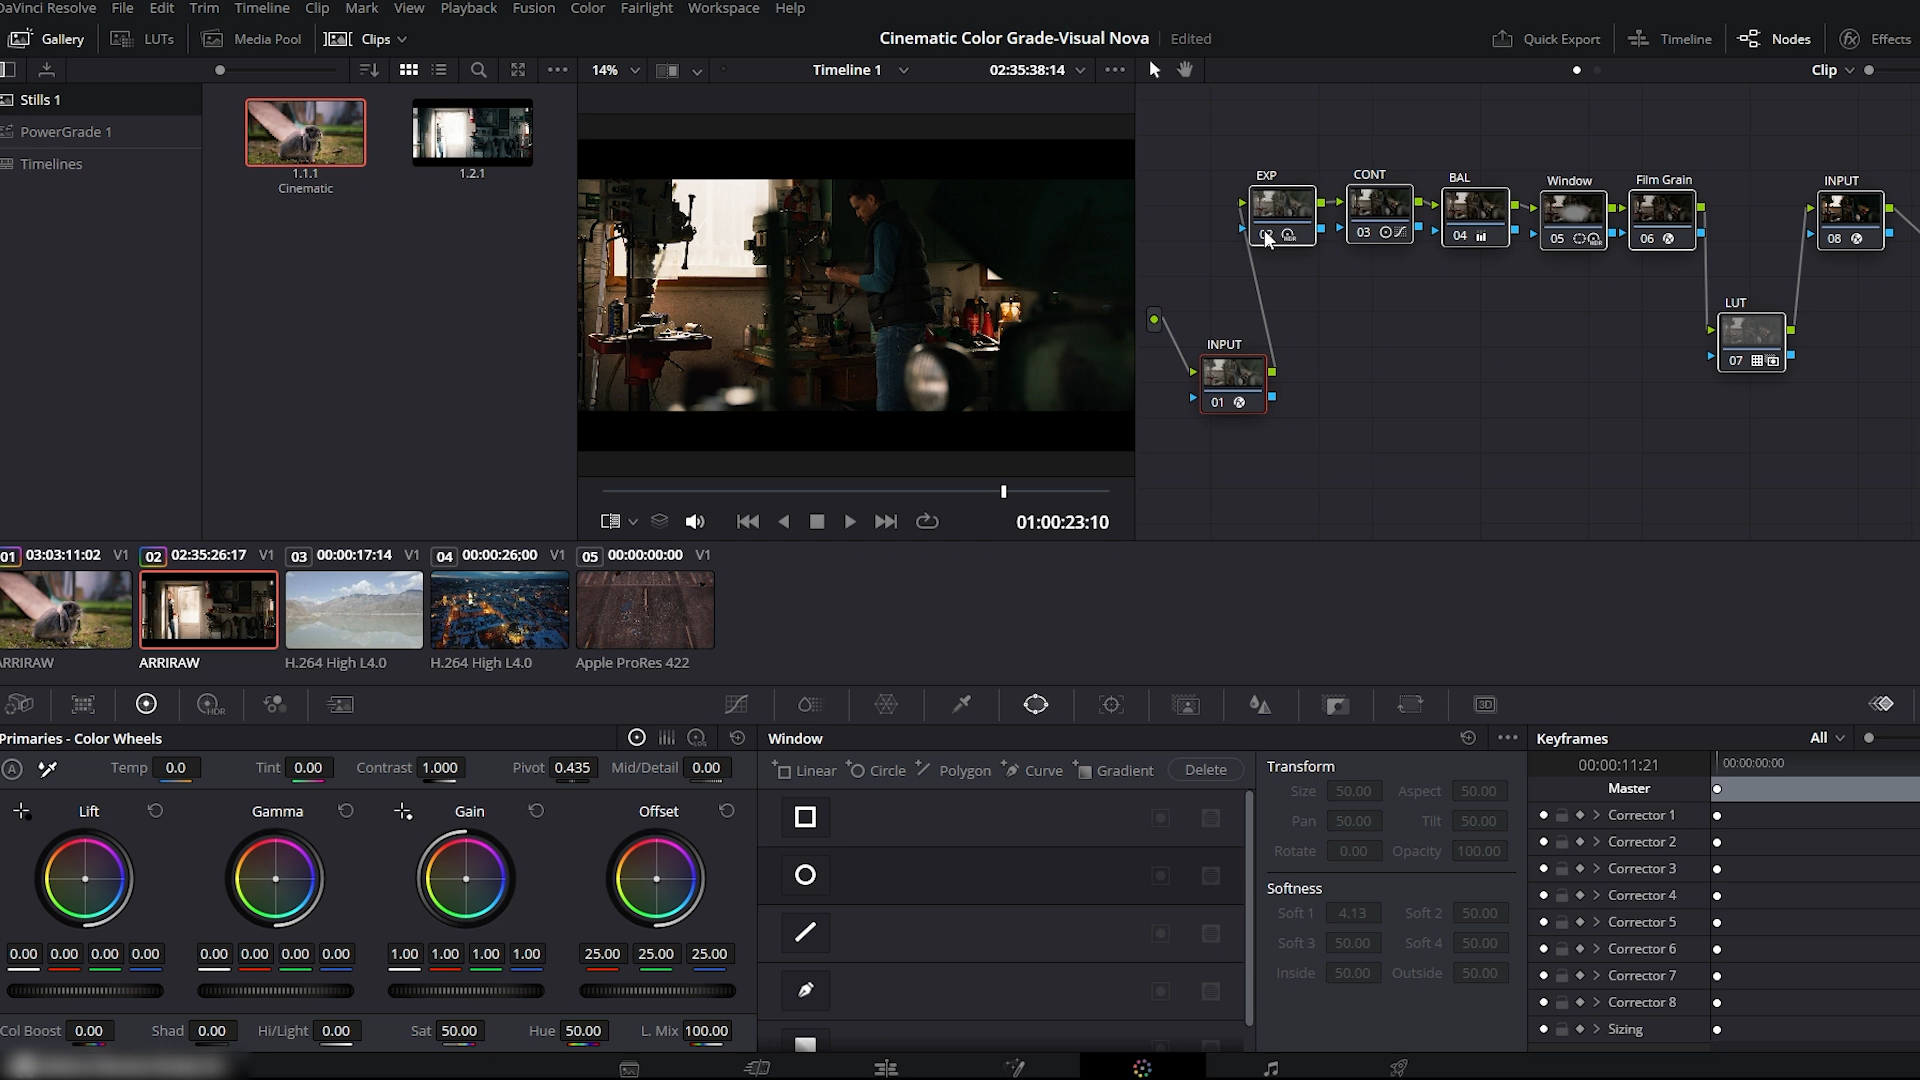 DaVinci Resolve File Edit Trim Timeline Clip Mark View Playback Fusion Color Fairlight Workspace Help
Gallery LUTs Media Pool Clips Cinematic Color Grade-Visual Nova Edited Quick Export Timeline Nodes Effects
14% Timeline 1 02:35:38:14 Clip
Stills 1
PowerGrade 1
Timelines
1.1.1
Cinematic
1.2.1
EXP
CONT
BAL
Window
Film Grain
INPUT
02 HDR
03
04
05 HDR
06
08
LUT
07
INPUT
01
01:00:23:10
01 03:03:11:02 V1 02 02:35:26:17 V1 03 00:00:17:14 V1 04 00:00:26;00 V1 05 00:00:00:00 V1
ARRIRAW ARRIRAW H.264 High L4.0 H.264 High L4.0 Apple ProRes 422
HDR 3D
Primaries - Color Wheels LOG
A Temp 0.0 Tint 0.00 Contrast 1.000 Pivot 0.435 Mid/Detail 0.00
Lift Gamma Gain Offset
0.00 0.00 0.00 0.00 0.00 0.00 0.00 0.00 1.00 1.00 1.00 1.00 25.00 25.00 25.00
Col Boost 0.00 Shad 0.00 Hi/Light 0.00 Sat 50.00 Hue 50.00 L. Mix 100.00
Window
Linear Circle Polygon Curve Gradient Delete
Transform
Size 50.00 Aspect 50.00
Pan 50.00 Tilt 50.00
Rotate 0.00 Opacity 100.00
Softness
Soft 1 4.13 Soft 2 50.00
Soft 3 50.00 Soft 4 50.00
Inside 50.00 Outside 50.00
Keyframes All
00:00:11:21 00:00:00:00
Master
Corrector 1
Corrector 2
Corrector 3
Corrector 4
Corrector 5
Corrector 6
Corrector 7
Corrector 8
Sizing